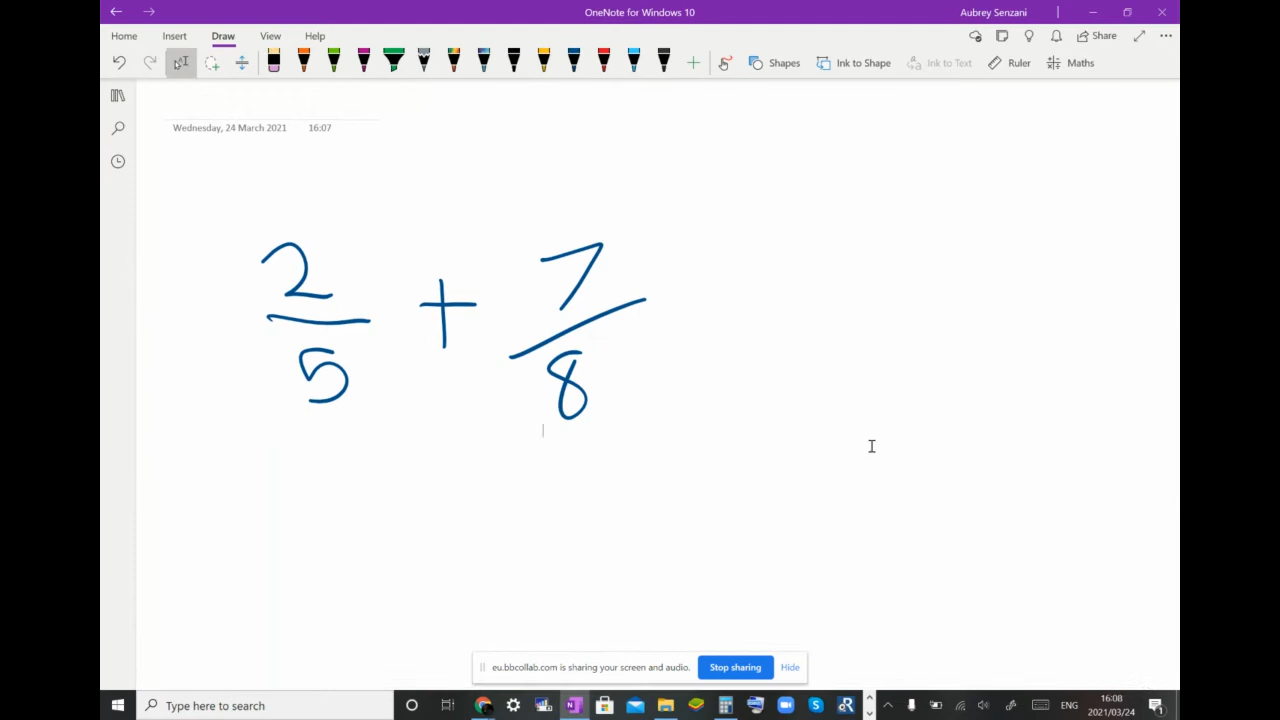 OneNote for Windows 10
Aubrey Senzani
Home Insert Draw View Help
Share
Shapes Ink to Shape Ink to Text Ruler Maths
Wednesday, 24 March 2021 16:07
2/5 + 7/8
eu.bbcollab.com is sharing your screen and audio. Stop sharing Hide
Type here to search
ENG
16:08
2021/03/24
1